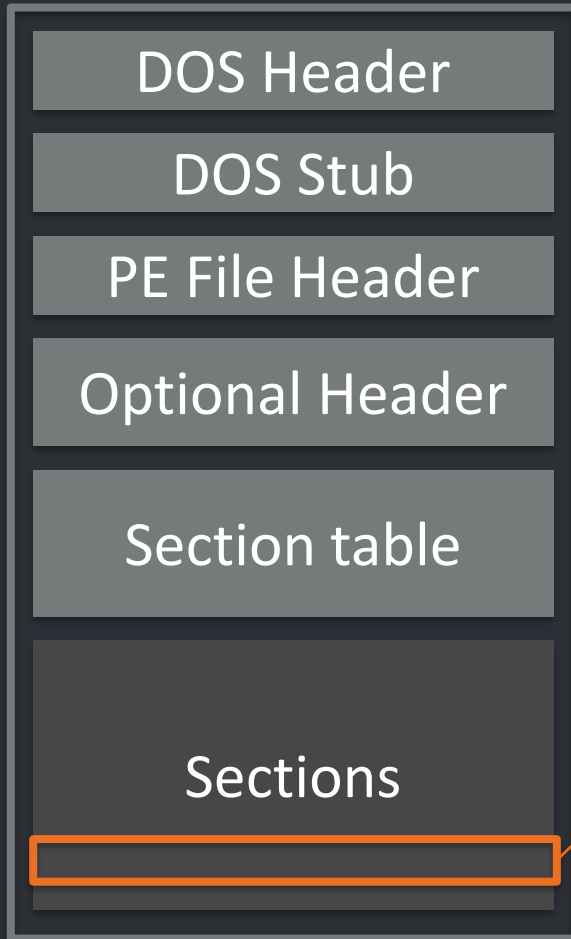 DOS Header
DOS Stub
PE File Header
Optional Header
Section table
Sections